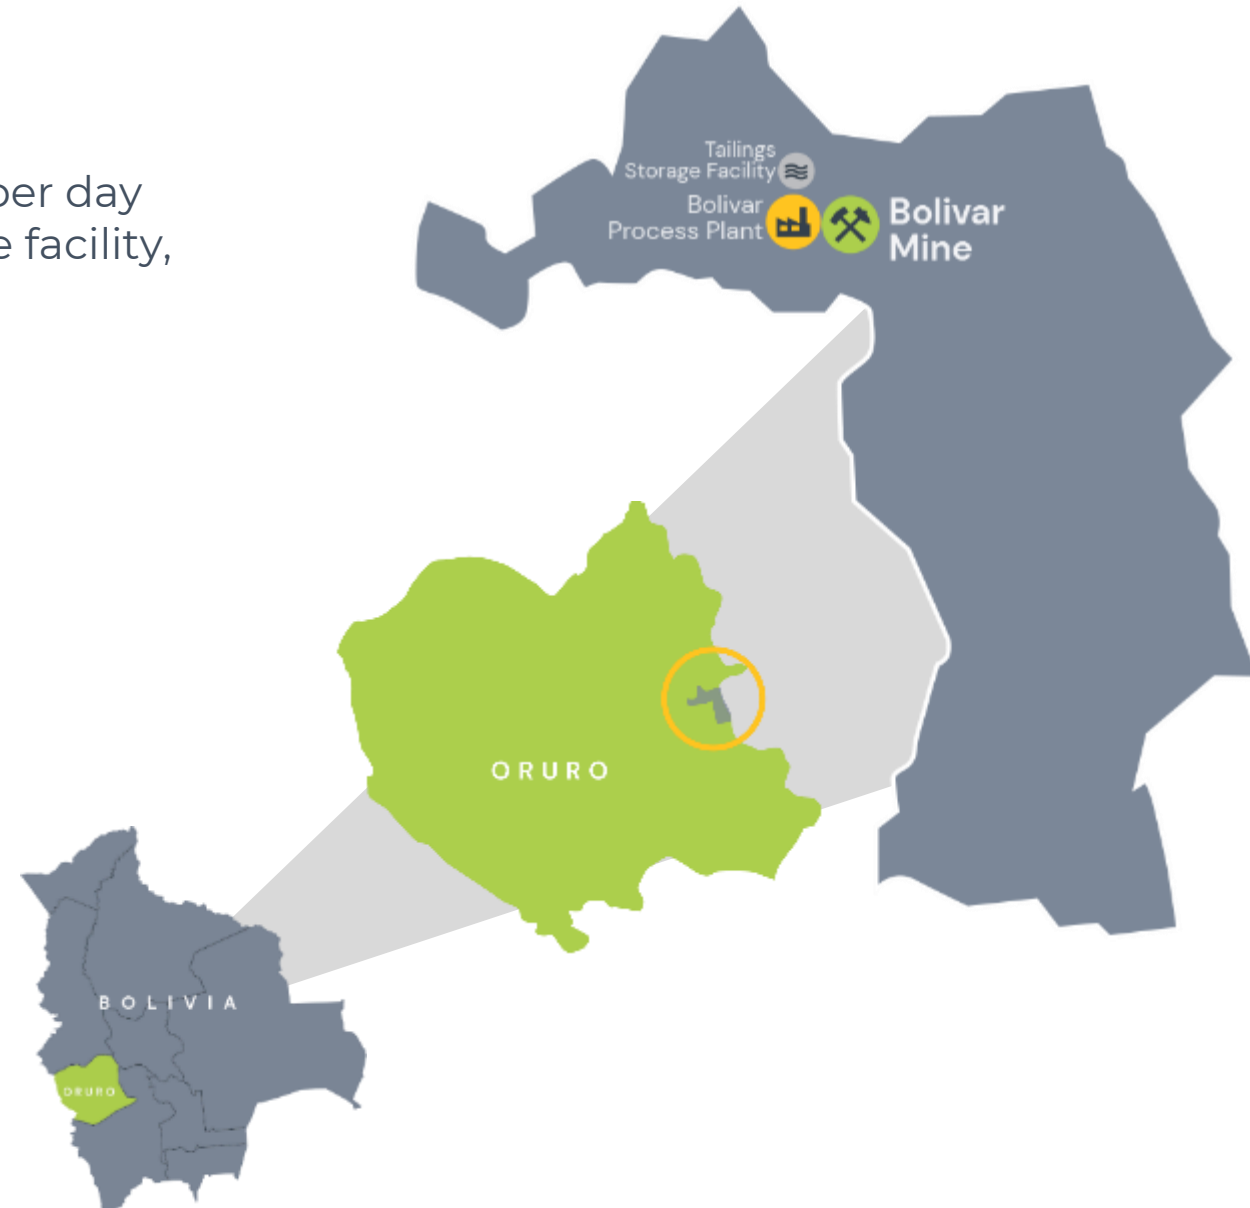 per day
facility,
Tailings
Storage Facility
Bolivar
Process Plant
Bolivar
Mine
ORURO
BOLIVIA
ORURO